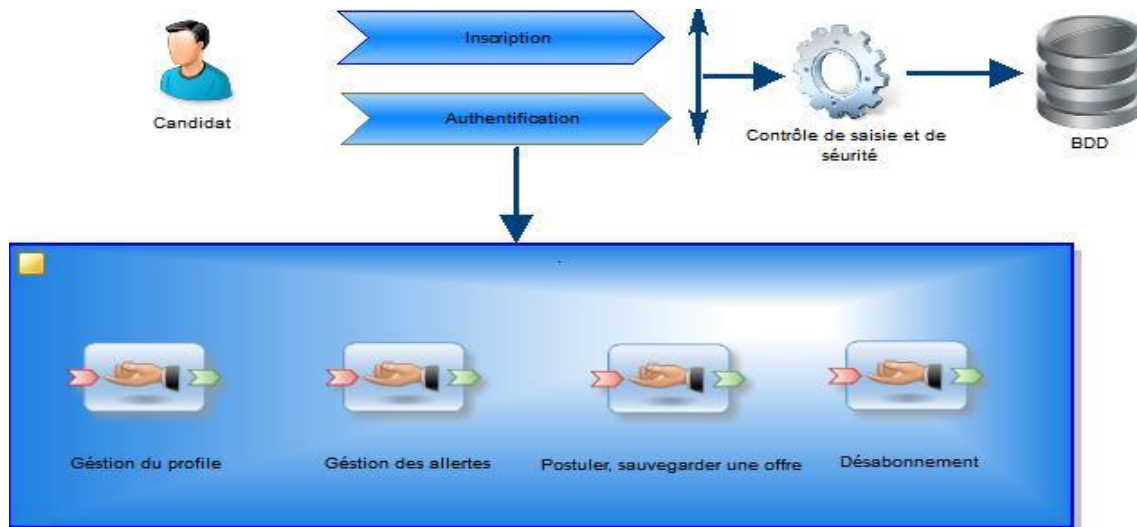 Inscription
Authentification
Candidat
Contrôle de saisie et de
séurité
BDD
Géstion du profile
Géstion des allertes
Postuler, sauvegarder une offre
Désabonnement